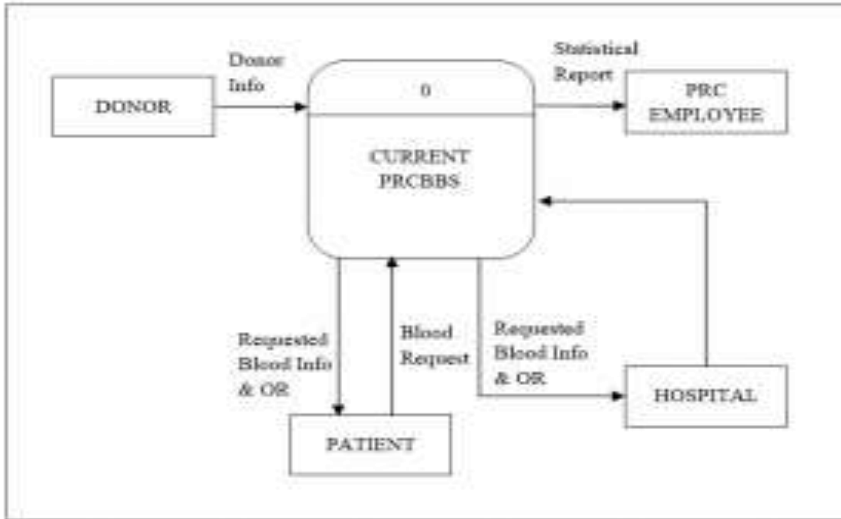 Donor
Info
DONOR
0
CURRENT
PRCBBS
Statistical
Report
PRC
EMPLOYEE
Requested
Blood Info
& OR
Blood
Request
Requested
Blood Info
& OR
PATIENT
HOSPITAL